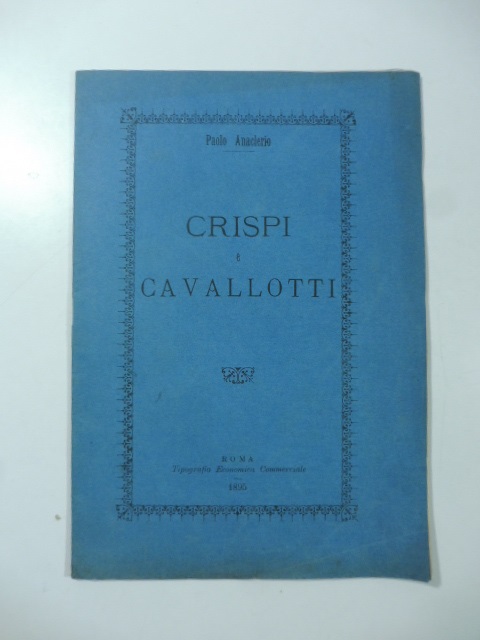 Paolo Anaclerio
CRISPI
E
CAVALLOTTI
ROMA
Tipografia Economica Commerciale
1895